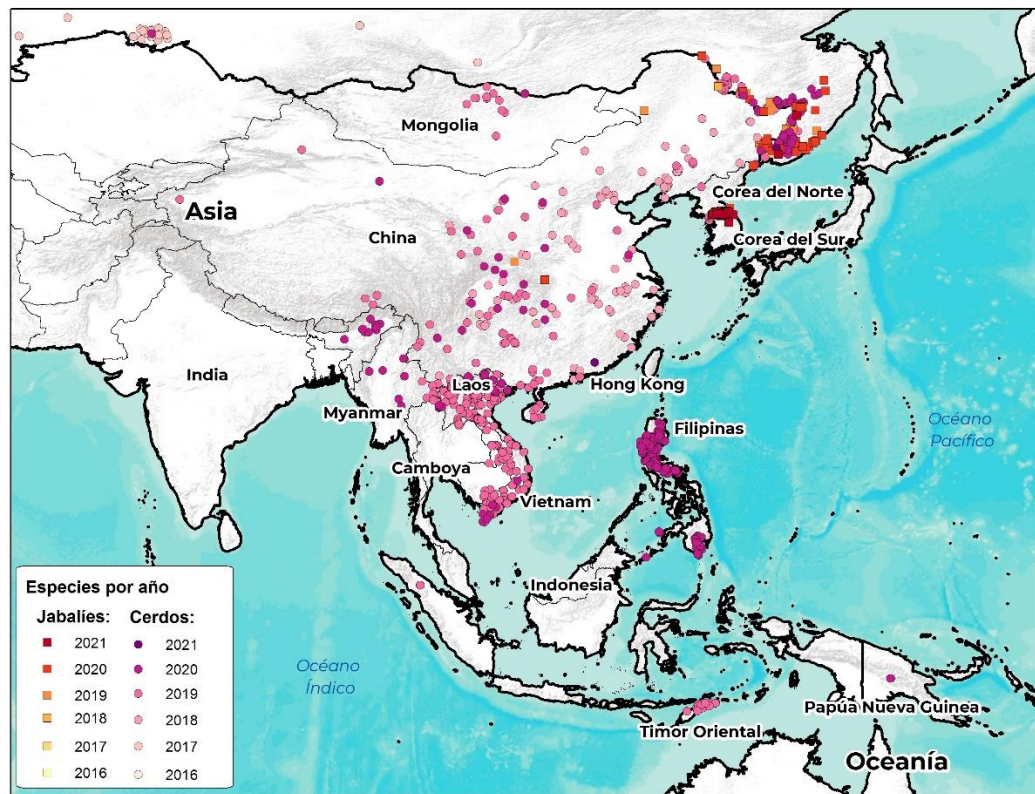 Mongolia
Corea del Norte
Asia
China
Corea del Sur
India
Laos
Hong Kong
Myanmar
Filipinas
Océano
Pacífico
Camboya
Vietnam
Indonesia
Océano
Índico
Papúa Nueva Guinea
Timor Oriental
Oceanía
Especies por año
Jabalíes: Cerdos:
2021 2021
2020 2020
2019 2019
2018 2018
2017 2017
2016 2016